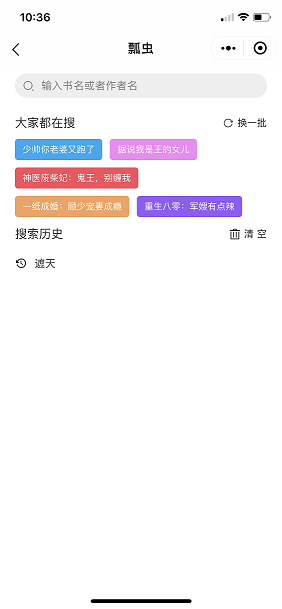 10:36
瓢虫
输入书名或者作者名
大家都在搜 换一批
少帅你老婆又跑了 据说我是王的女儿
神医废柴妃：鬼王，别缠我
一纸成婚：顾少宠妻成瘾 重生八零：军嫂有点辣
搜索历史 清空
遮天